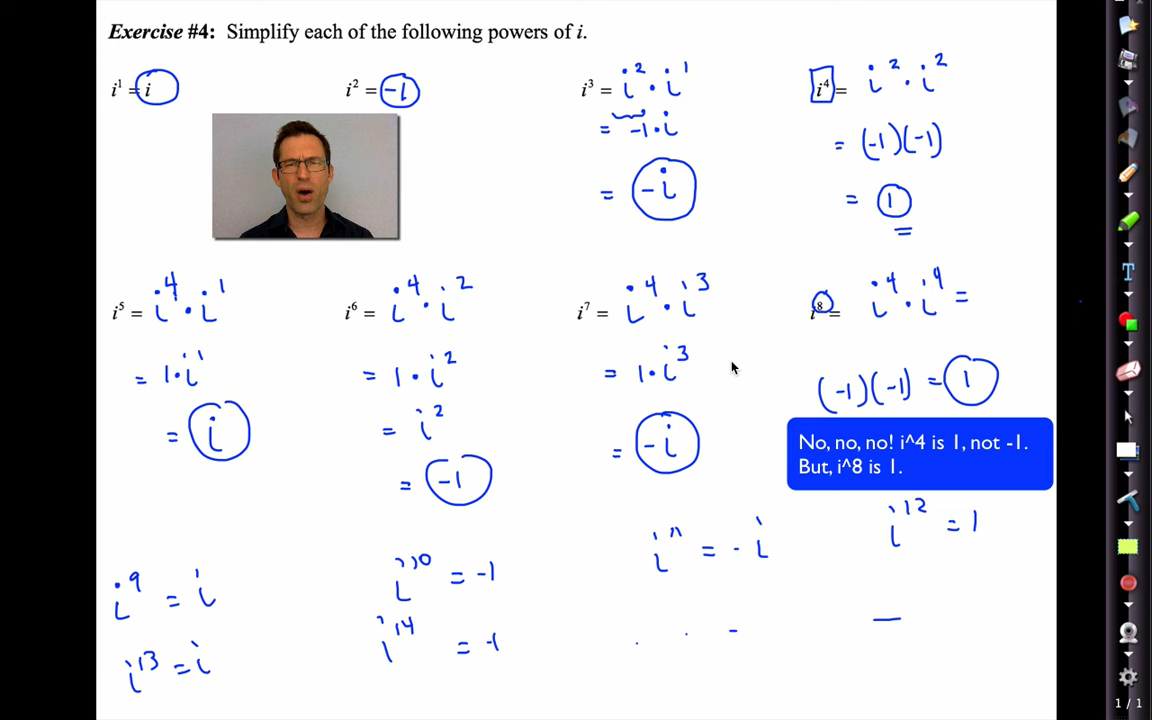 Exercise #4: Simplify each of the following powers of i.
i¹ = i
i² = -1
i³ = i² · i¹
= -1 · i
= -i
i⁴ = i² · i²
= (-1)(-1)
= 1
i⁵ = i⁴ · i¹
= 1 · i¹
= i
i⁶ = i⁴ · i²
= 1 · i²
= i²
= -1
i⁷ = i⁴ · i³
= 1 · i³
= -i
i⁸ = i⁴ · i⁴ =
(-1)(-1) = 1
No, no, no! i^4 is 1, not -1.
But, i^8 is 1.
i⁹ = i
i¹⁰ = -1
i¹¹ = -i
i¹² = 1
i¹³ = i
i¹⁴ = -1
T
1 / 1